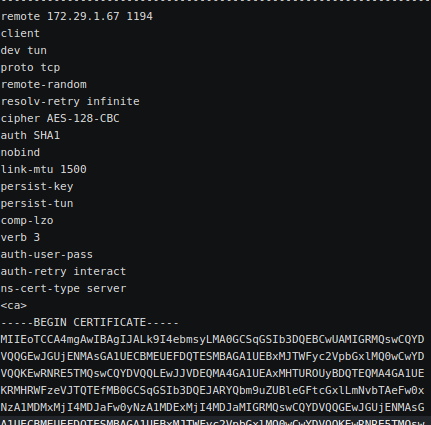 remote 172.29.1.67 1194
client
dev tun
proto tcp
remote-random
resolv-retry infinite
cipher AES-128-CBC
auth SHA1
nobind
link-mtu 1500
persist-key
persist-tun
comp-lzo
verb 3
auth-user-pass
auth-retry interact
ns-cert-type server
<ca>
-----BEGIN CERTIFICATE-----
MIIEoTCCA4mgAwIBAgIJALk9I4ebmsyLMA0GCSqGSIb3DQEBCwUAMIGRMQswCQYD
VQQGEwJGUjENMAsGA1UECBMEUEFDQTESMBAGA1UEBxMJTWFyc2VpbGxlMQ0wCwYD
VQQKEwRNRE5TMQswCQYDVQQLEwJJVDEQMA4GA1UEAxMHTUROUyBDQTEQMA4GA1UE
KRMHRWFzeVJTQTEfMB0GCSqGSIb3DQEJARYQbm9uZUBleGFtcGxlLmNvbTAeFw0x
NzA1MDMxMjI4MDJaFw0yNzA1MDExMjI4MDJaMIGRMQswCQYDVQQGEwJGUjENMAsG